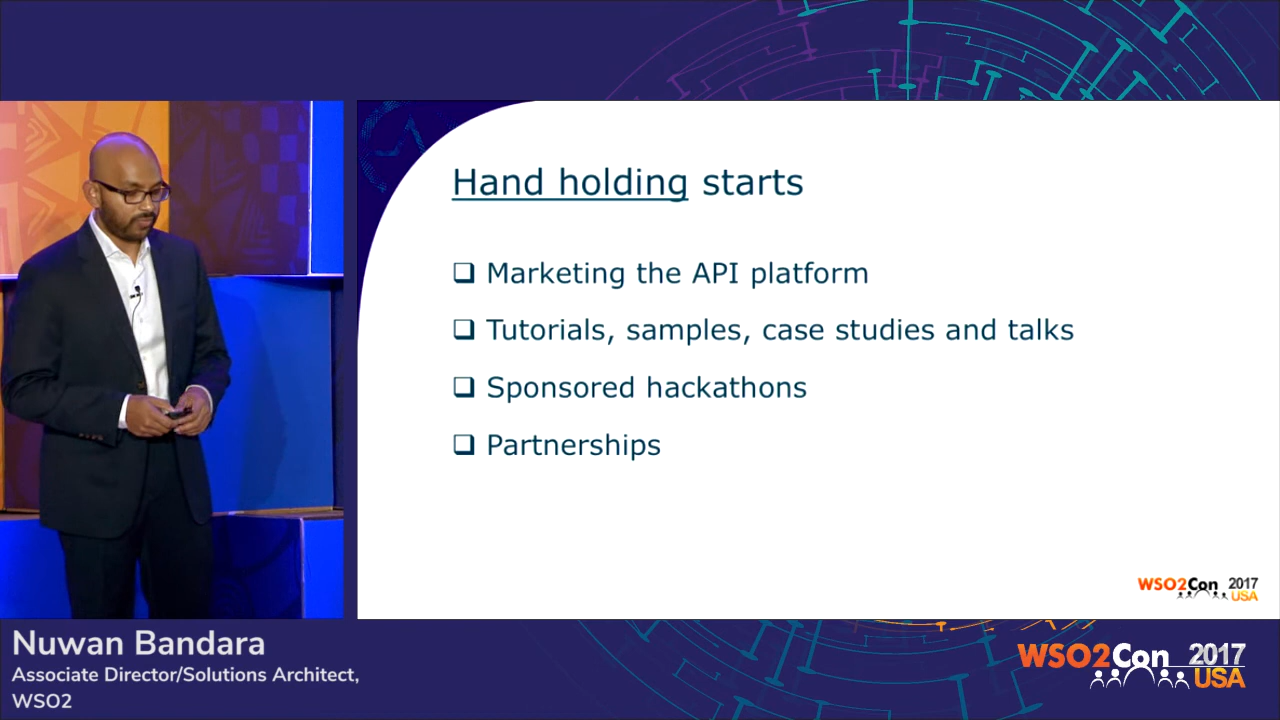 Hand holding starts
❑ Marketing the API platform
❑ Tutorials, samples, case studies and talks
❑ Sponsored hackathons
❑ Partnerships
WSO2Con 2017
USA
Nuwan Bandara
Associate Director/Solutions Architect,
WSO2
WSO2Con 2017
USA